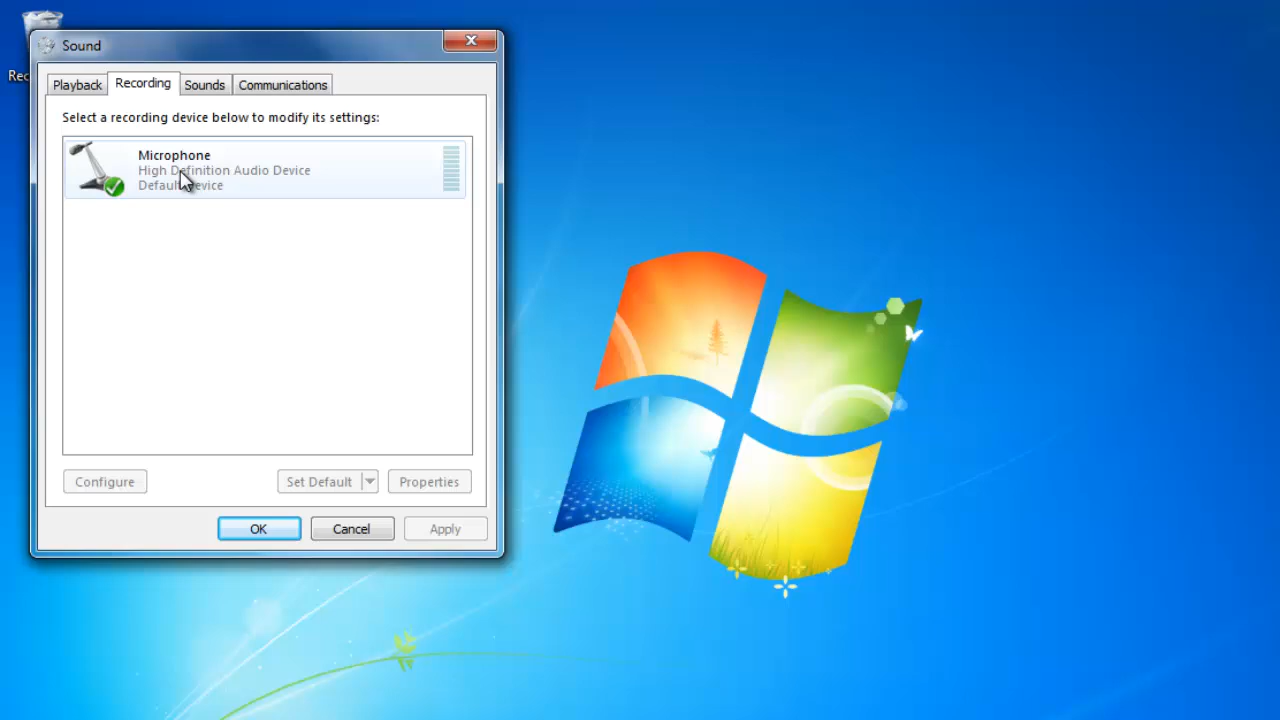 Sound
Rec
Playback Recording Sounds Communications
Select a recording device below to modify its settings:
Microphone
High Definition Audio Device
Default Device
Configure Set Default Properties
OK Cancel Apply